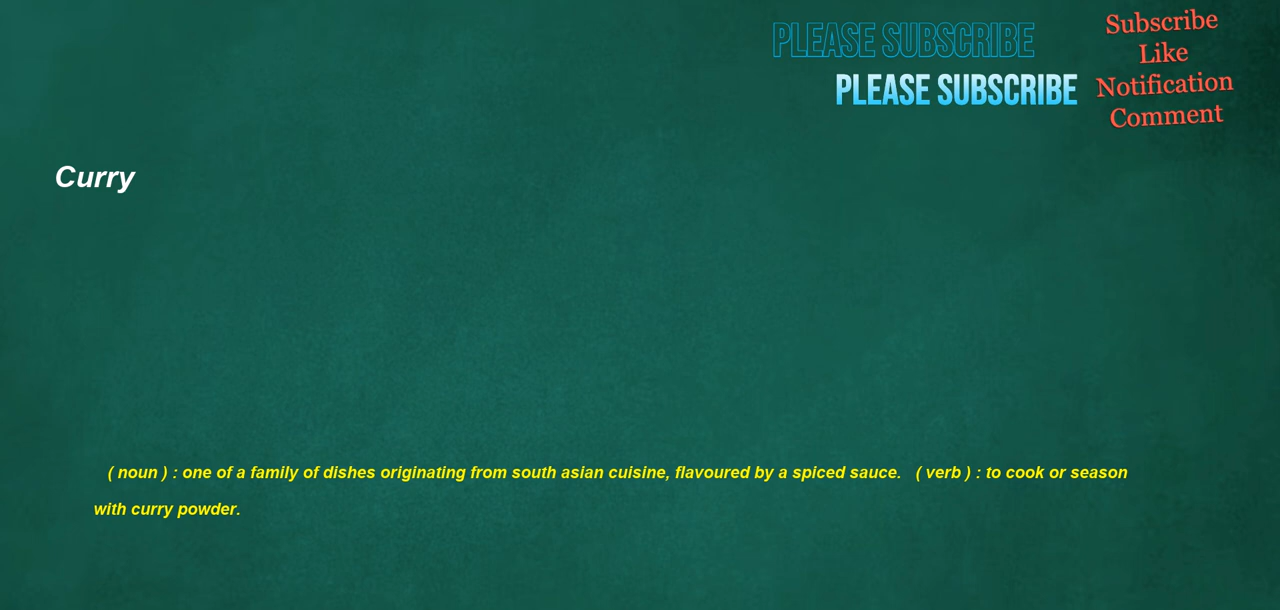 PLEASE SUBSCRIBE
PLEASE SUBSCRIBE
Subscribe
Like
Notification
Comment
Curry
( noun ) : one of a family of dishes originating from south asian cuisine, flavoured by a spiced sauce. ( verb ) : to cook or season
with curry powder.